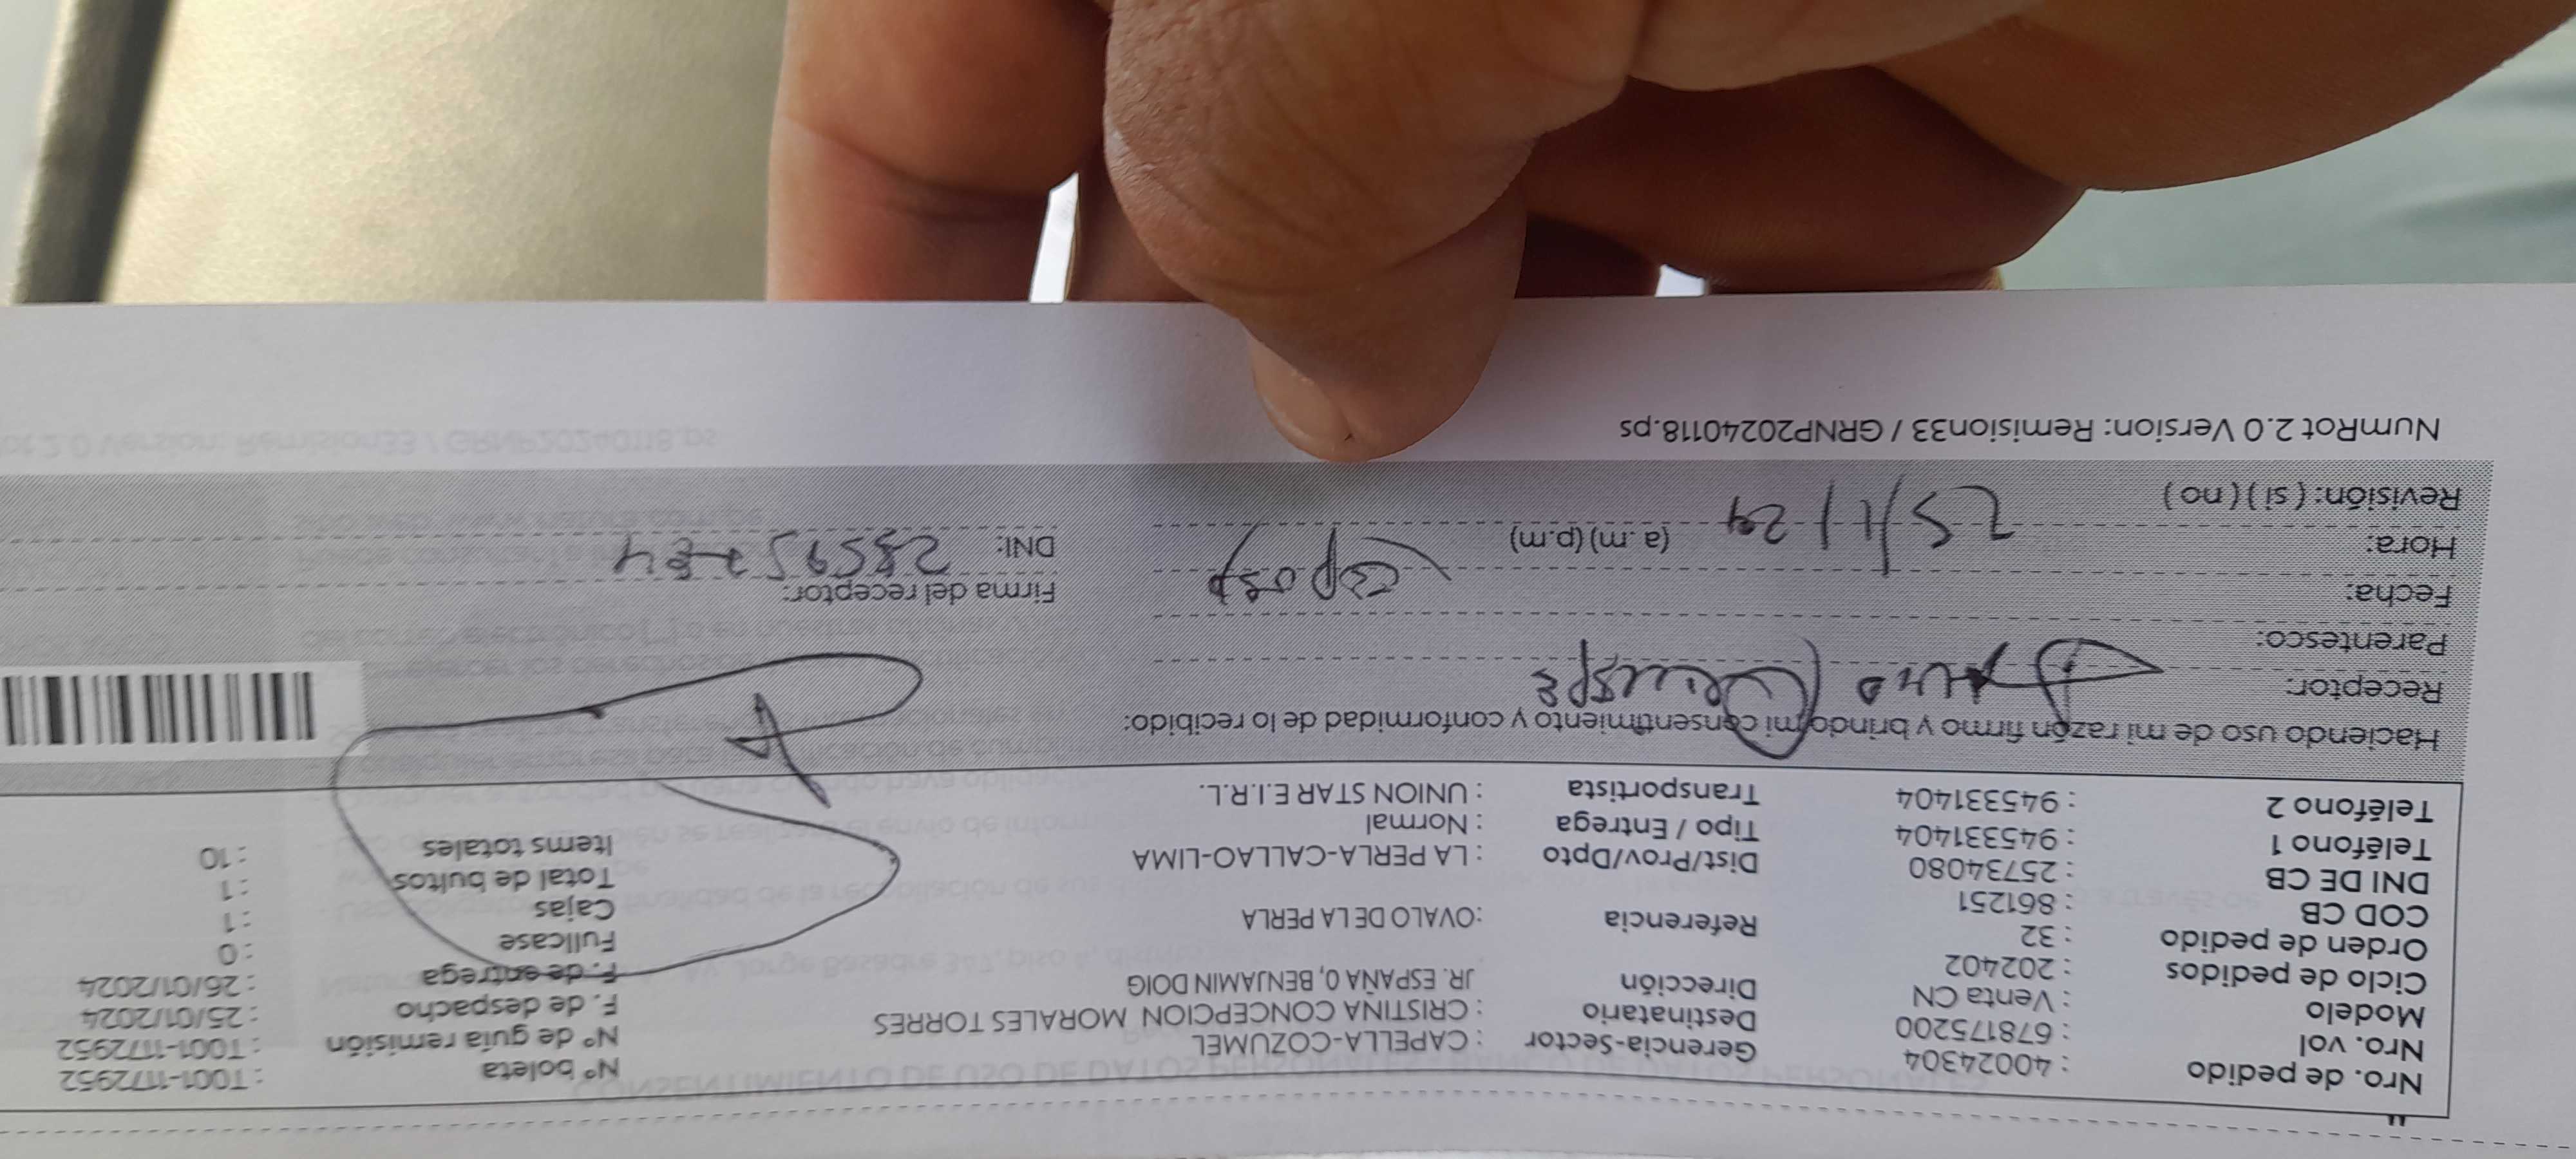 Nro. de pedido : 40024304 Gerencia-Sector : CAPELLA-COZUMEL N° boleta : T001-1172952
Nro. vol : 678175200 Destinatario : CRISTINA CONCEPCION MORALES TORRES N° de guía remisión : T001-1172952
Modelo : Venta CN Dirección JR. ESPAÑA 0, BENJAMIN DOIG F. de despacho : 25/01/2024
Ciclo de pedidos : 202402 F. de entrega : 26/01/2024
Orden de pedido : 32 Referencia :OVALO DE LA PERLA Fullcase : 0
COD CB : 861251 Cajas : 1
DNI DE CB : 25734080 Dist/Prov/Dpto : LA PERLA-CALLAO-LIMA Total de bultos : 1
Teléfono 1 : 945331404 Tipo / Entrega : Normal Items totales : 10
Teléfono 2 : 945331404 Transportista : UNION STAR E.I.R.L.
Haciendo uso de mi razón firmo y brindo mi consentimiento y conformidad de lo recibido:
Receptor:
Parentesco:
Fecha: Firma del receptor:
Hora: 25/1/24 (a.m) (p.m) DNI:
Revisión: ( si ) ( no )
NumRot 2.0 Version: Remision33 / GRNP20240118.ps